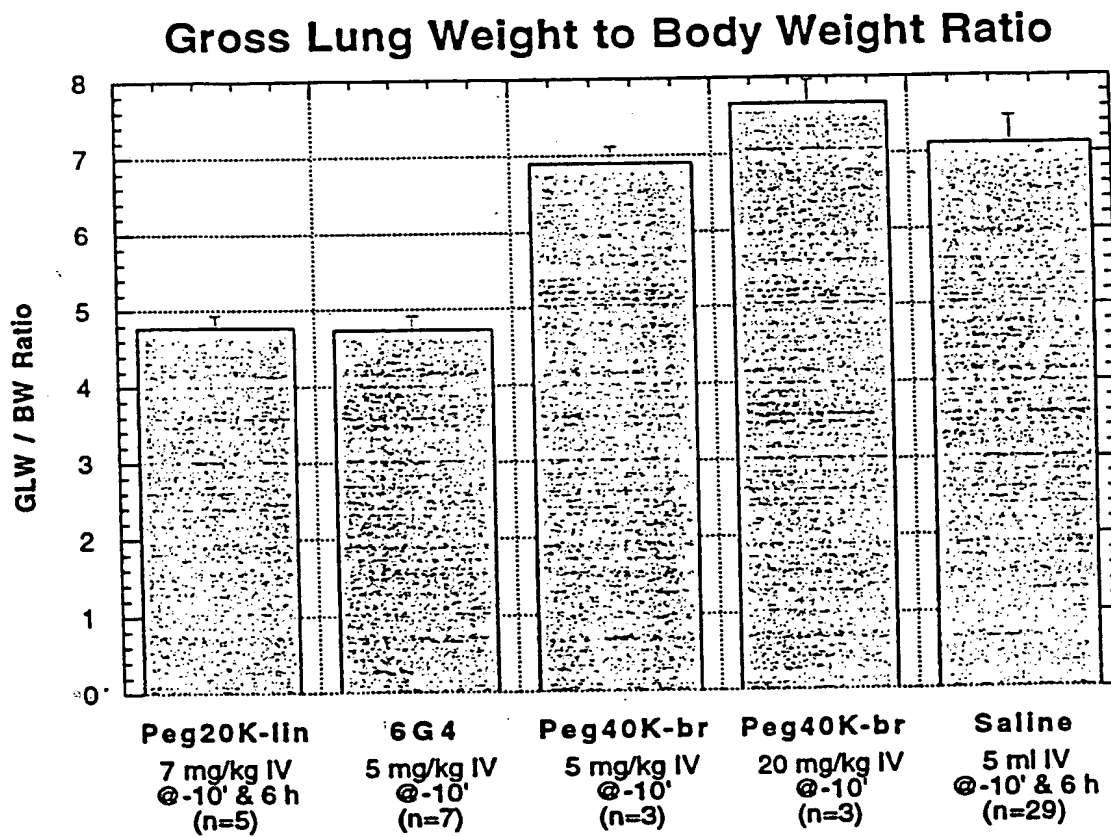 Gross Lung Weight to Body Weight Ratio
8
7
6
5
4
3
2
1
0
GLW / BW Ratio
Peg20K-lin
7 mg/kg IV
@-10' & 6 h
(n=5)
6G4
5 mg/kg IV
@-10'
(n=7)
Peg40K-br
5 mg/kg IV
@-10'
(n=3)
Peg40K-br
20 mg/kg IV
@-10'
(n=3)
Saline
5 ml IV
@-10' & 6 h
(n=29)